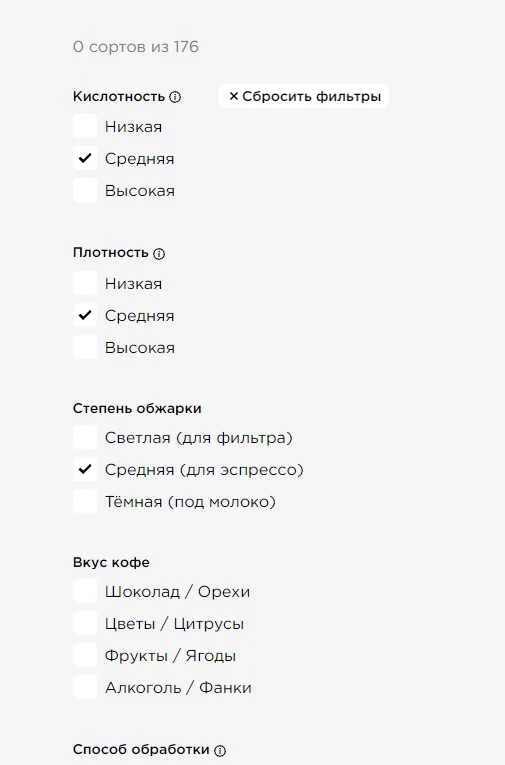 0 сортов из 176
Кислотность
× Сбросить фильтры
Низкая
Средняя
Высокая
Плотность
Низкая
Средняя
Высокая
Степень обжарки
Светлая (для фильтра)
Средняя (для эспрессо)
Тёмная (под молоко)
Вкус кофе
Шоколад / Орехи
Цветы / Цитрусы
Фрукты / Ягоды
Алкоголь / Фанки
Способ обработки